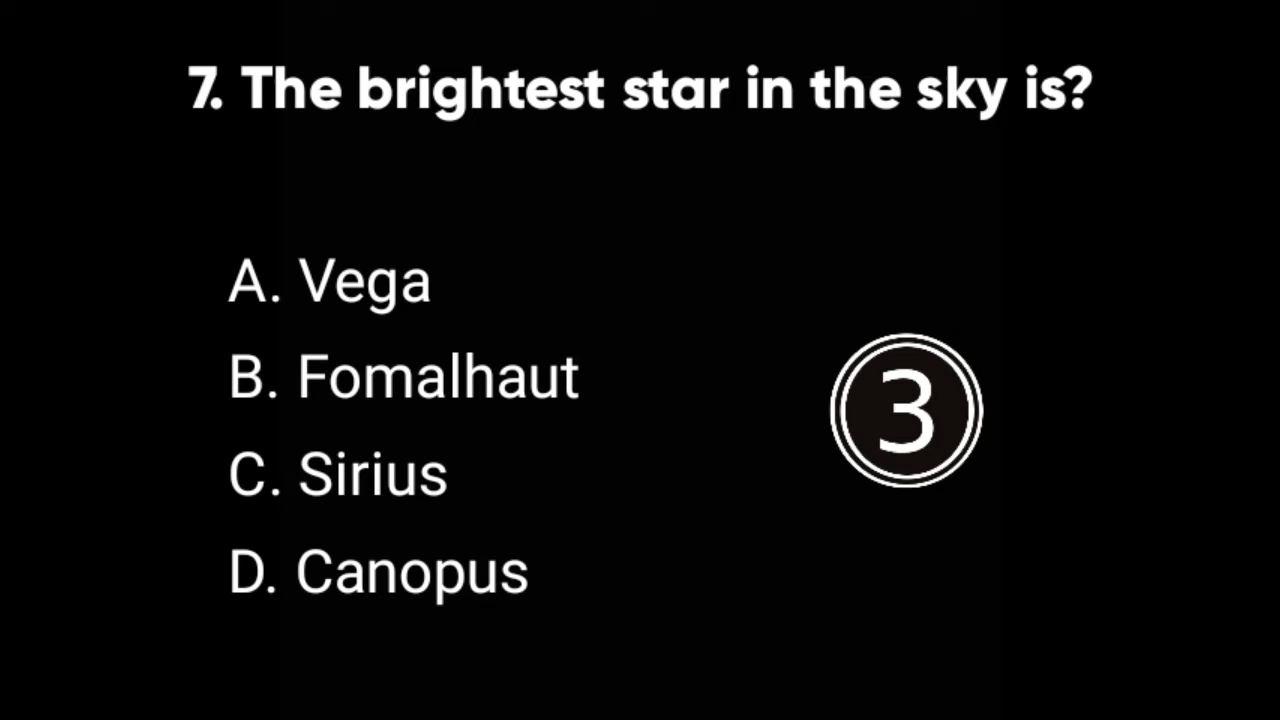 7. The brightest star in the sky is?
A. Vega
B. Fomalhaut
3
C. Sirius
D. Canopus